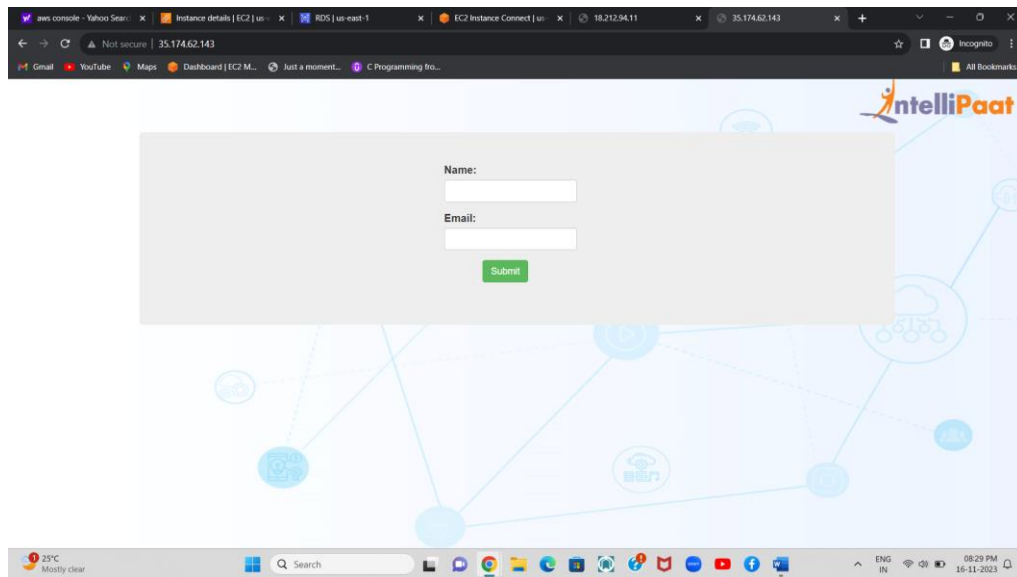 aws console - Yahoo Searc
Instance details | EC2 | us-
RDS | us-east-1
EC2 Instance Connect | us-
18.212.94.11
35.174.62.143
Not secure
35.174.62.143
Incognito
Gmail
YouTube
Maps
Dashboard | EC2 M...
Just a moment...
C Programming fro...
All Bookmarks
IntelliPaat
Name:
Email:
Submit
1
25°C
Mostly clear
Search
ENG
IN
08:29 PM
16-11-2023